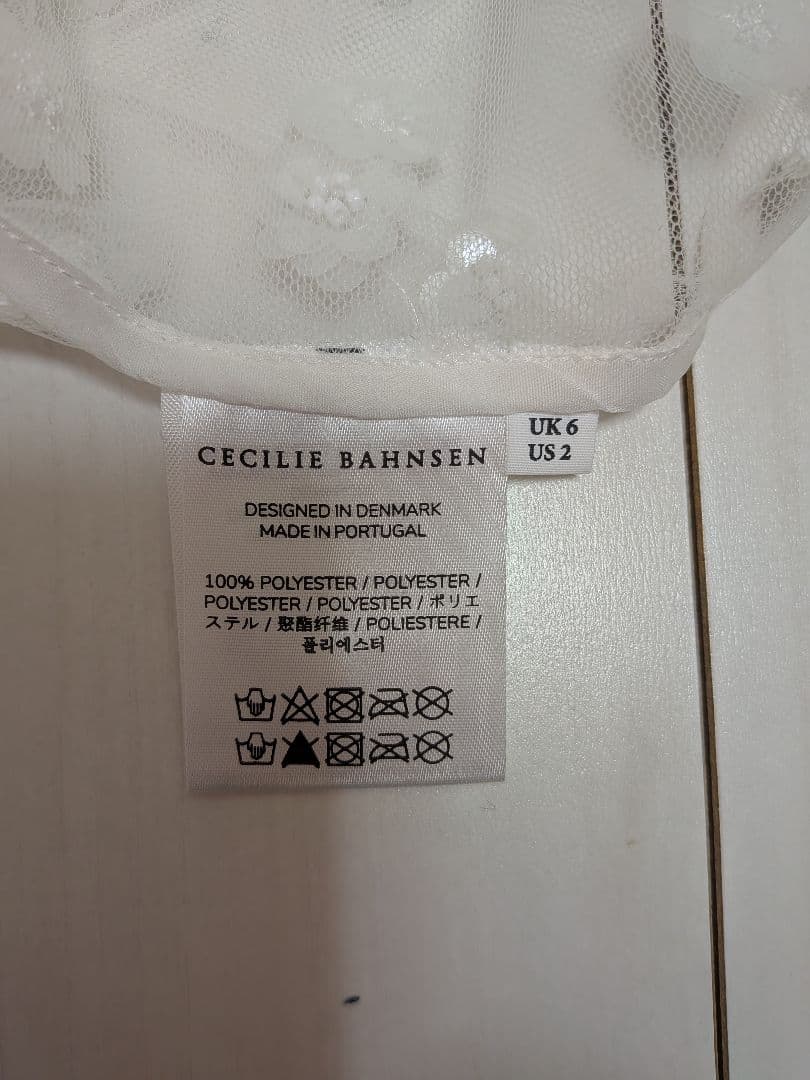 CECILIE BAHNSEN
UK 6
US 2
DESIGNED IN DENMARK
MADE IN PORTUGAL
100% POLYESTER / POLYESTER /
POLYESTER / POLYESTER / ポリエ
ステル / 聚酯纤维 / POLIESTERE /
폴리에스터